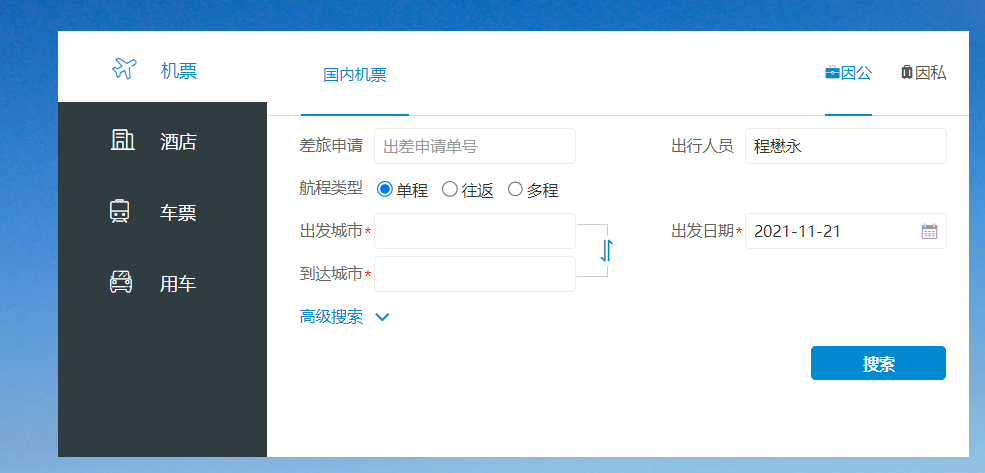 机票
国内机票
因公
因私
酒店
车票
用车
差旅申请 出差申请单号
出行人员 程懋永
航程类型 单程 往返 多程
出发城市*
出发日期* 2021-11-21
到达城市*
高级搜索
搜索